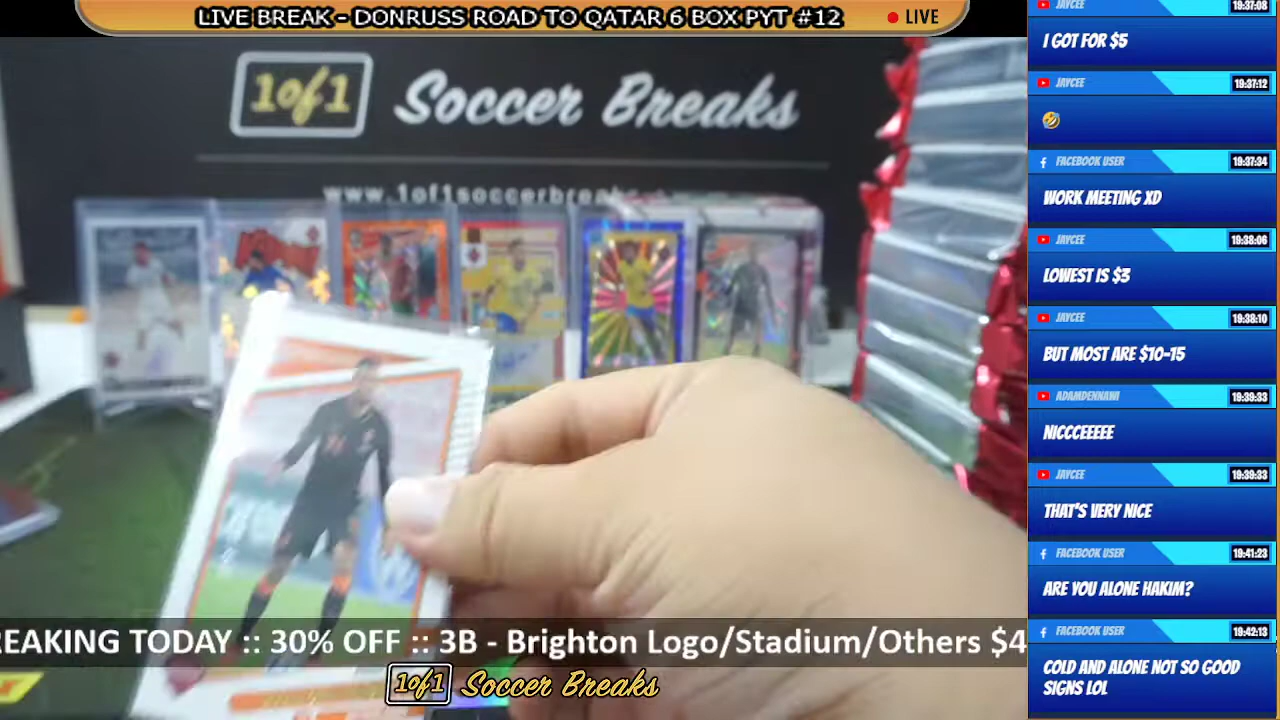 LIVE BREAK - DONRUSS ROAD TO QATAR 6 BOX PYT #12
LIVE
1of1 Soccer Breaks
www.1of1soccerbreak
REAKING TODAY :: 30% OFF :: 3B - Brighton Logo/Stadium/Others $4
1of1 Soccer Breaks
JAYCEE 19:37:08
I GOT FOR $5
JAYCEE 19:37:12
FACEBOOK USER 19:37:34
WORK MEETING XD
JAYCEE 19:38:06
LOWEST IS $3
JAYCEE 19:38:10
BUT MOST ARE $10-15
ADAMDENNAWI 19:39:33
NICCCEEEEE
JAYCEE 19:39:33
THAT'S VERY NICE
FACEBOOK USER 19:41:23
ARE YOU ALONE HAKIM?
FACEBOOK USER 19:42:13
COLD AND ALONE NOT SO GOOD
SIGNS LOL